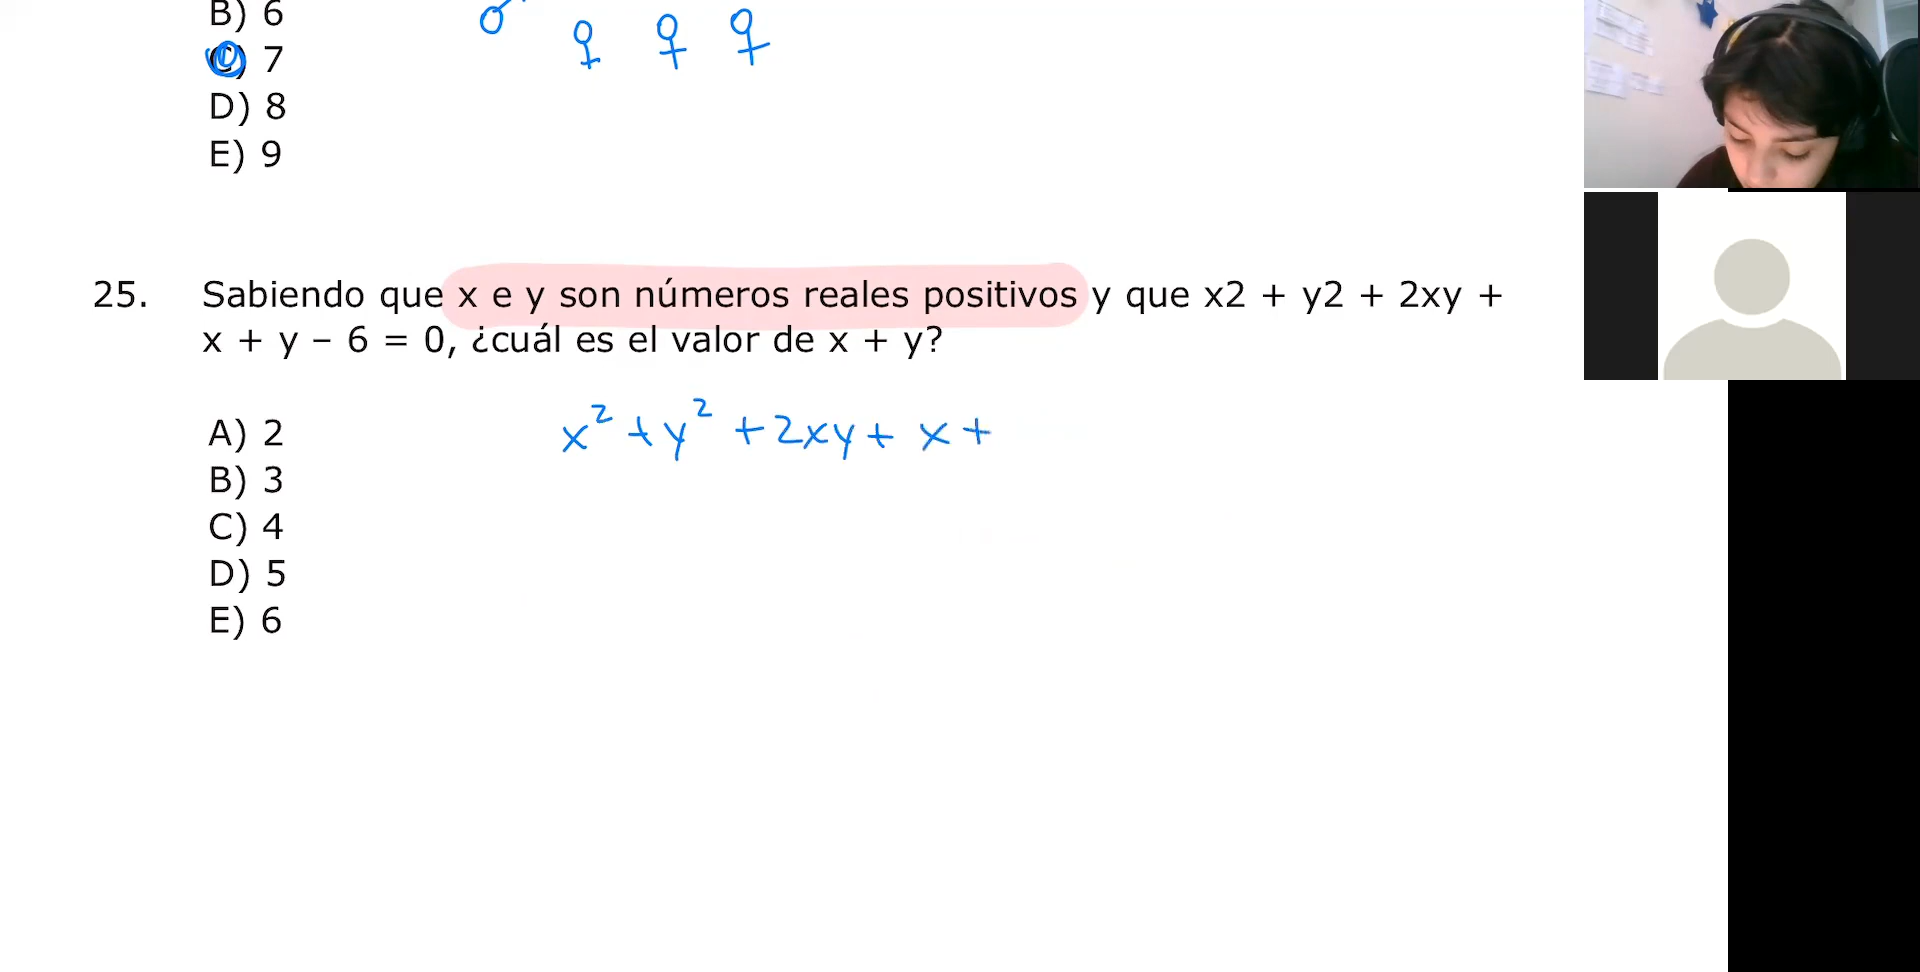 B) 6
C) 7
D) 8
E) 9
25. Sabiendo que x e y son números reales positivos y que x2 + y2 + 2xy +
x + y – 6 = 0, ¿cuál es el valor de x + y?
x² + y² + 2xy + x +
A) 2
B) 3
C) 4
D) 5
E) 6